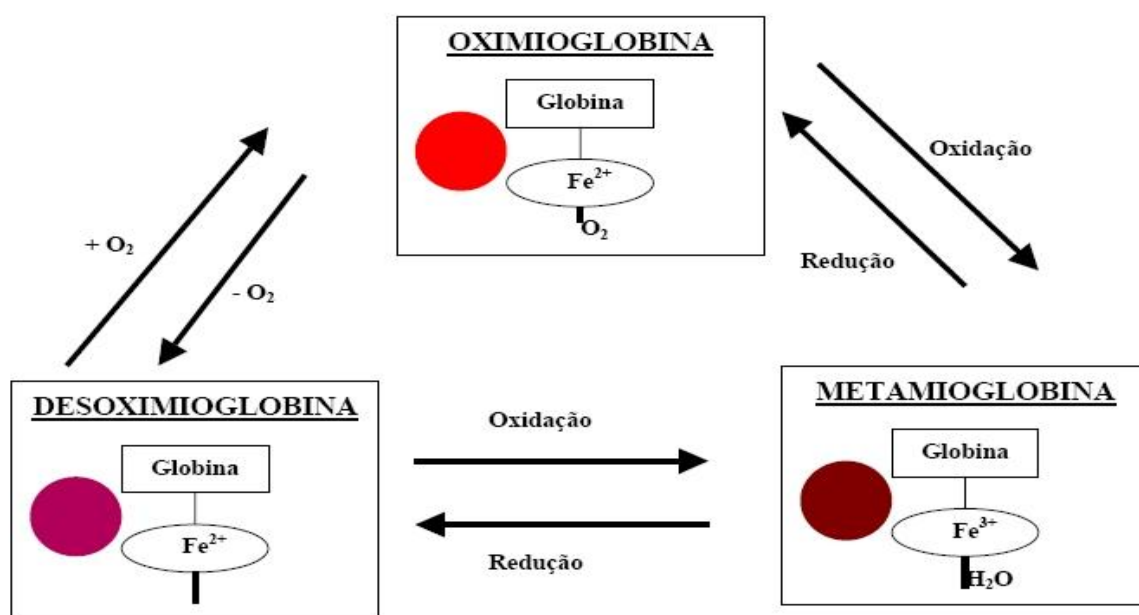 OXIMIOGLOBINA
Globina
Fe²⁺
O₂
Oxidação
Redução
+ O₂
- O₂
DESOXIMIOGLOBINA
Globina
Fe²⁺
Oxidação
Redução
METAMIOGLOBINA
Globina
Fe³⁺
H₂O